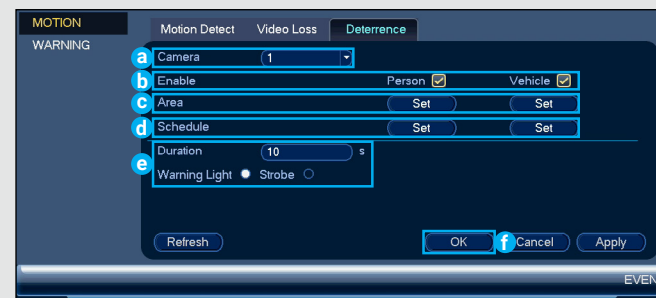 MOTION
WARNING
Motion Detect Video Loss Deterrence
a Camera 1
b Enable Person Vehicle
c Area Set Set
d Schedule Set Set
e Duration 10 s
Warning Light Strobe
Refresh OK f Cancel Apply
EVEN